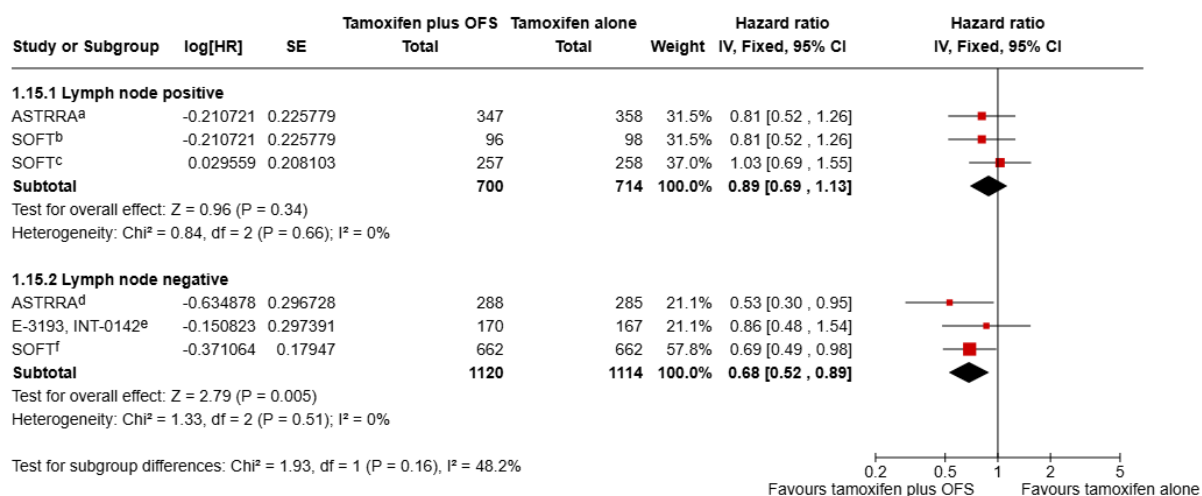 Tamoxifen plus OFS Tamoxifen alone Hazard ratio Hazard ratio
Study or Subgroup log[HR] SE Total Total Weight IV, Fixed, 95% CI IV, Fixed, 95% CI
1.15.1 Lymph node positive
ASTRRAᵃ -0.210721 0.225779 347 358 31.5% 0.81 [0.52 , 1.26]
SOFTᵇ -0.210721 0.225779 96 98 31.5% 0.81 [0.52 , 1.26]
SOFTᶜ 0.029559 0.208103 257 258 37.0% 1.03 [0.69 , 1.55]
Subtotal 700 714 100.0% 0.89 [0.69 , 1.13]
Test for overall effect: Z = 0.96 (P = 0.34)
Heterogeneity: Chi² = 0.84, df = 2 (P = 0.66); I² = 0%
1.15.2 Lymph node negative
ASTRRAᵈ -0.634878 0.296728 288 285 21.1% 0.53 [0.30 , 0.95]
E-3193, INT-0142ᵉ -0.150823 0.297391 170 167 21.1% 0.86 [0.48 , 1.54]
SOFTᶠ -0.371064 0.17947 662 662 57.8% 0.69 [0.49 , 0.98]
Subtotal 1120 1114 100.0% 0.68 [0.52 , 0.89]
Test for overall effect: Z = 2.79 (P = 0.005)
Heterogeneity: Chi² = 1.33, df = 2 (P = 0.51); I² = 0%
Test for subgroup differences: Chi² = 1.93, df = 1 (P = 0.16), I² = 48.2%
0.2 0.5 1 2 5
Favours tamoxifen plus OFS Favours tamoxifen alone